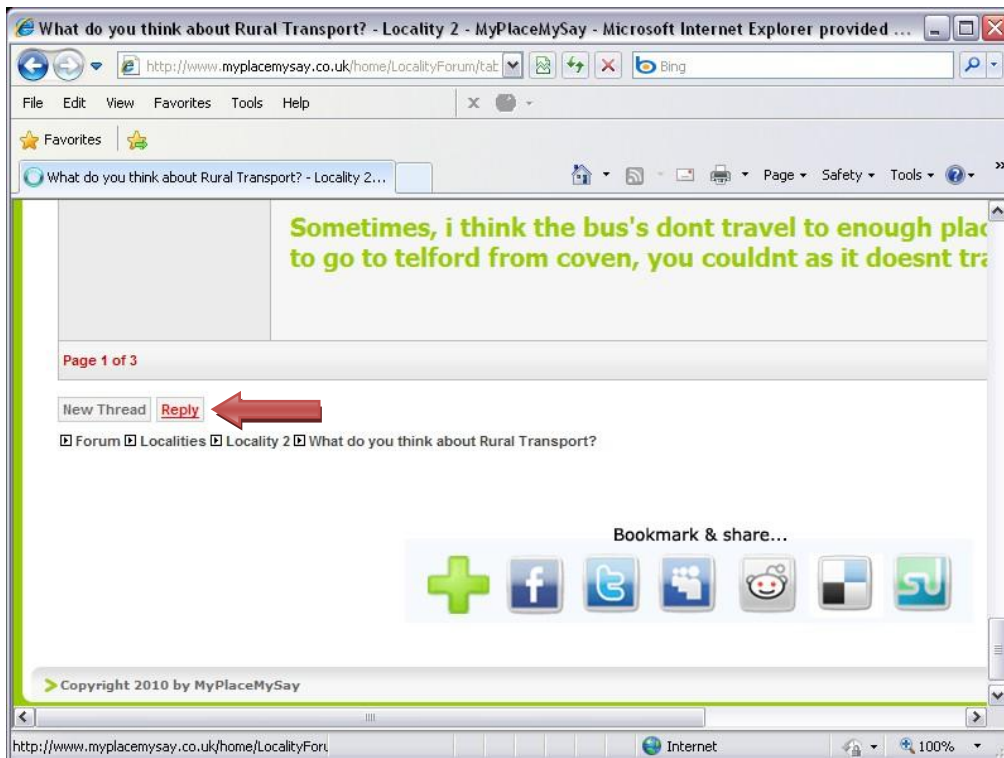 What do you think about Rural Transport? - Locality 2 - MyPlaceMySay - Microsoft Internet Explorer provided ...
http://www.myplacemysay.co.uk/home/LocalityForum/tat
Bing
File Edit View Favorites Tools Help
X
Favorites
What do you think about Rural Transport? - Locality 2...
Page Safety Tools
Sometimes, i think the bus's dont travel to enough plac
to go to telford from coven, you couldnt as it doesnt tra
Page 1 of 3
New Thread Reply
Forum Localities Locality 2 What do you think about Rural Transport?
Bookmark & share...
Copyright 2010 by MyPlaceMySay
http://www.myplacemysay.co.uk/home/LocalityForu
Internet
100%